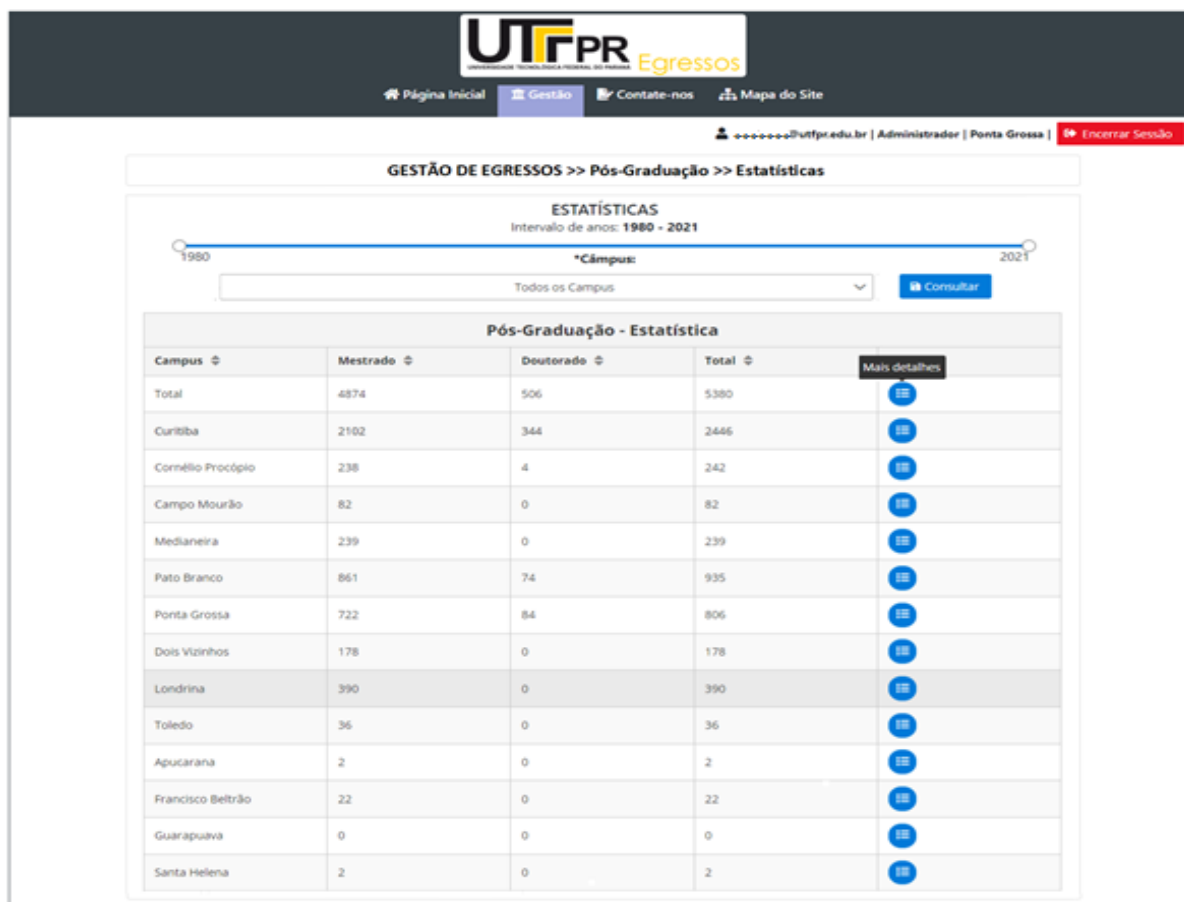 UTFPR
UNIVERSIDADE TECNOLÓGICA FEDERAL DO PARANÁ
Egressos
Página Inicial Gestão Contate-nos Mapa do Site
@utfpr.edu.br | Administrador | Ponta Grossa | Encerrar Sessão
GESTÃO DE EGRESSOS >> Pós-Graduação >> Estatísticas
ESTATÍSTICAS
Intervalo de anos: 1980 - 2021
1980 2021
*Câmpus:
Todos os Campus Consultar
Pós-Graduação - Estatística
Campus Mestrado Doutorado Total
Mais detalhes
Total 4874 506 5380
Curitiba 2102 344 2446
Cornélio Procópio 238 4 242
Campo Mourão 82 0 82
Medianeira 239 0 239
Pato Branco 861 74 935
Ponta Grossa 722 84 806
Dois Vizinhos 178 0 178
Londrina 390 0 390
Toledo 36 0 36
Apucarana 2 0 2
Francisco Beltrão 22 0 22
Guarapuava 0 0 0
Santa Helena 2 0 2